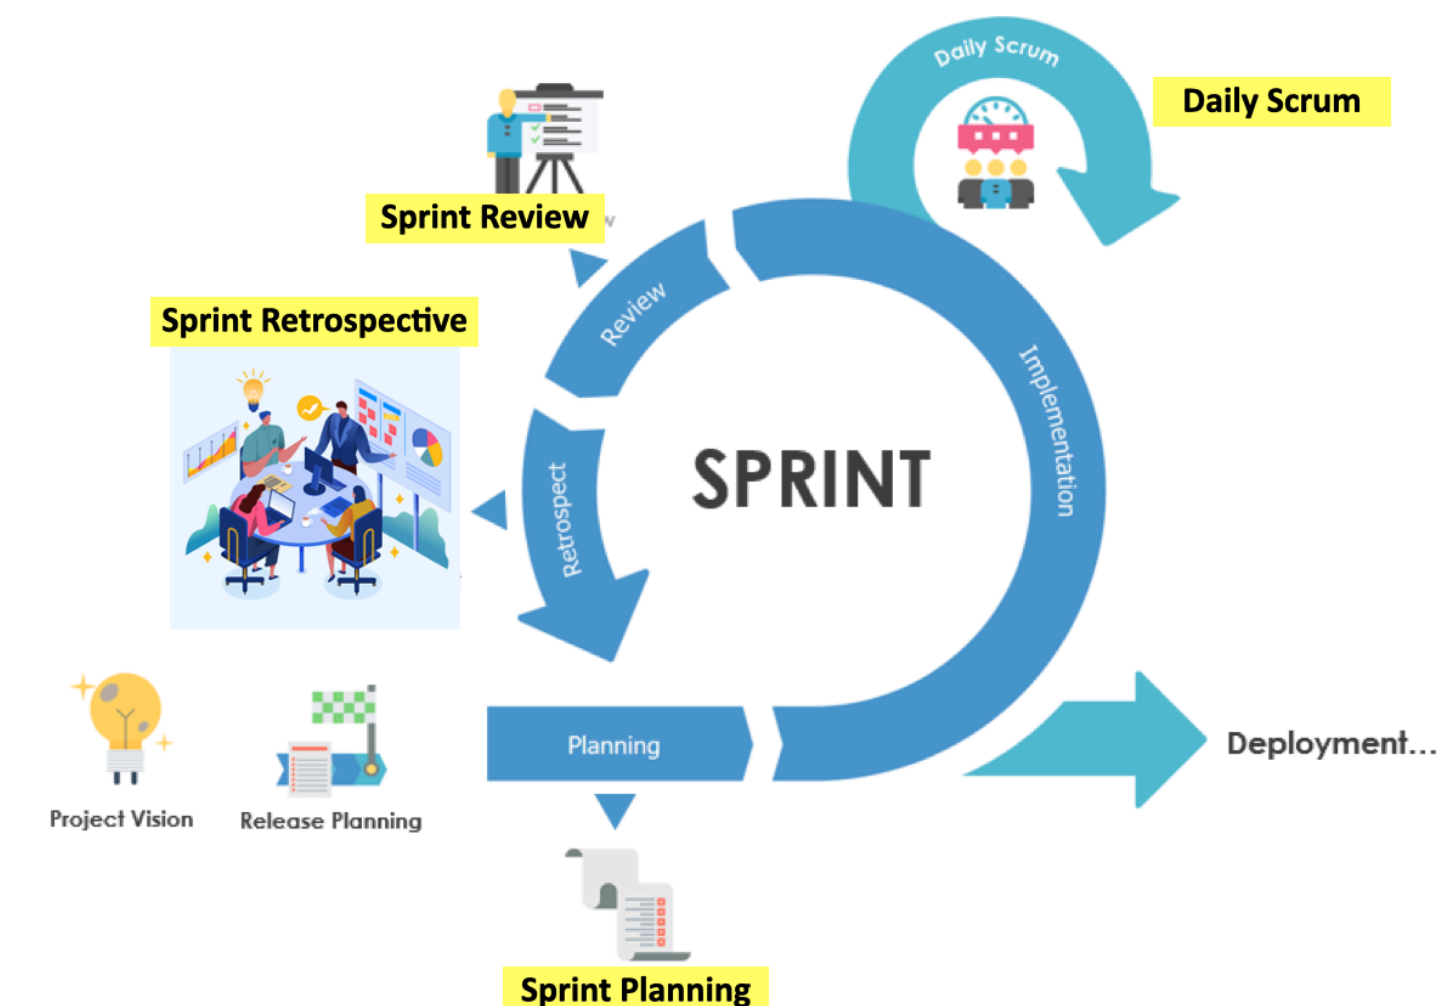 Daily Scrum
Daily Scrum
Sprint Review
Review
Sprint Retrospective
Implementation
SPRINT
Retrospect
Planning
Deployment...
Project Vision
Release Planning
Sprint Planning